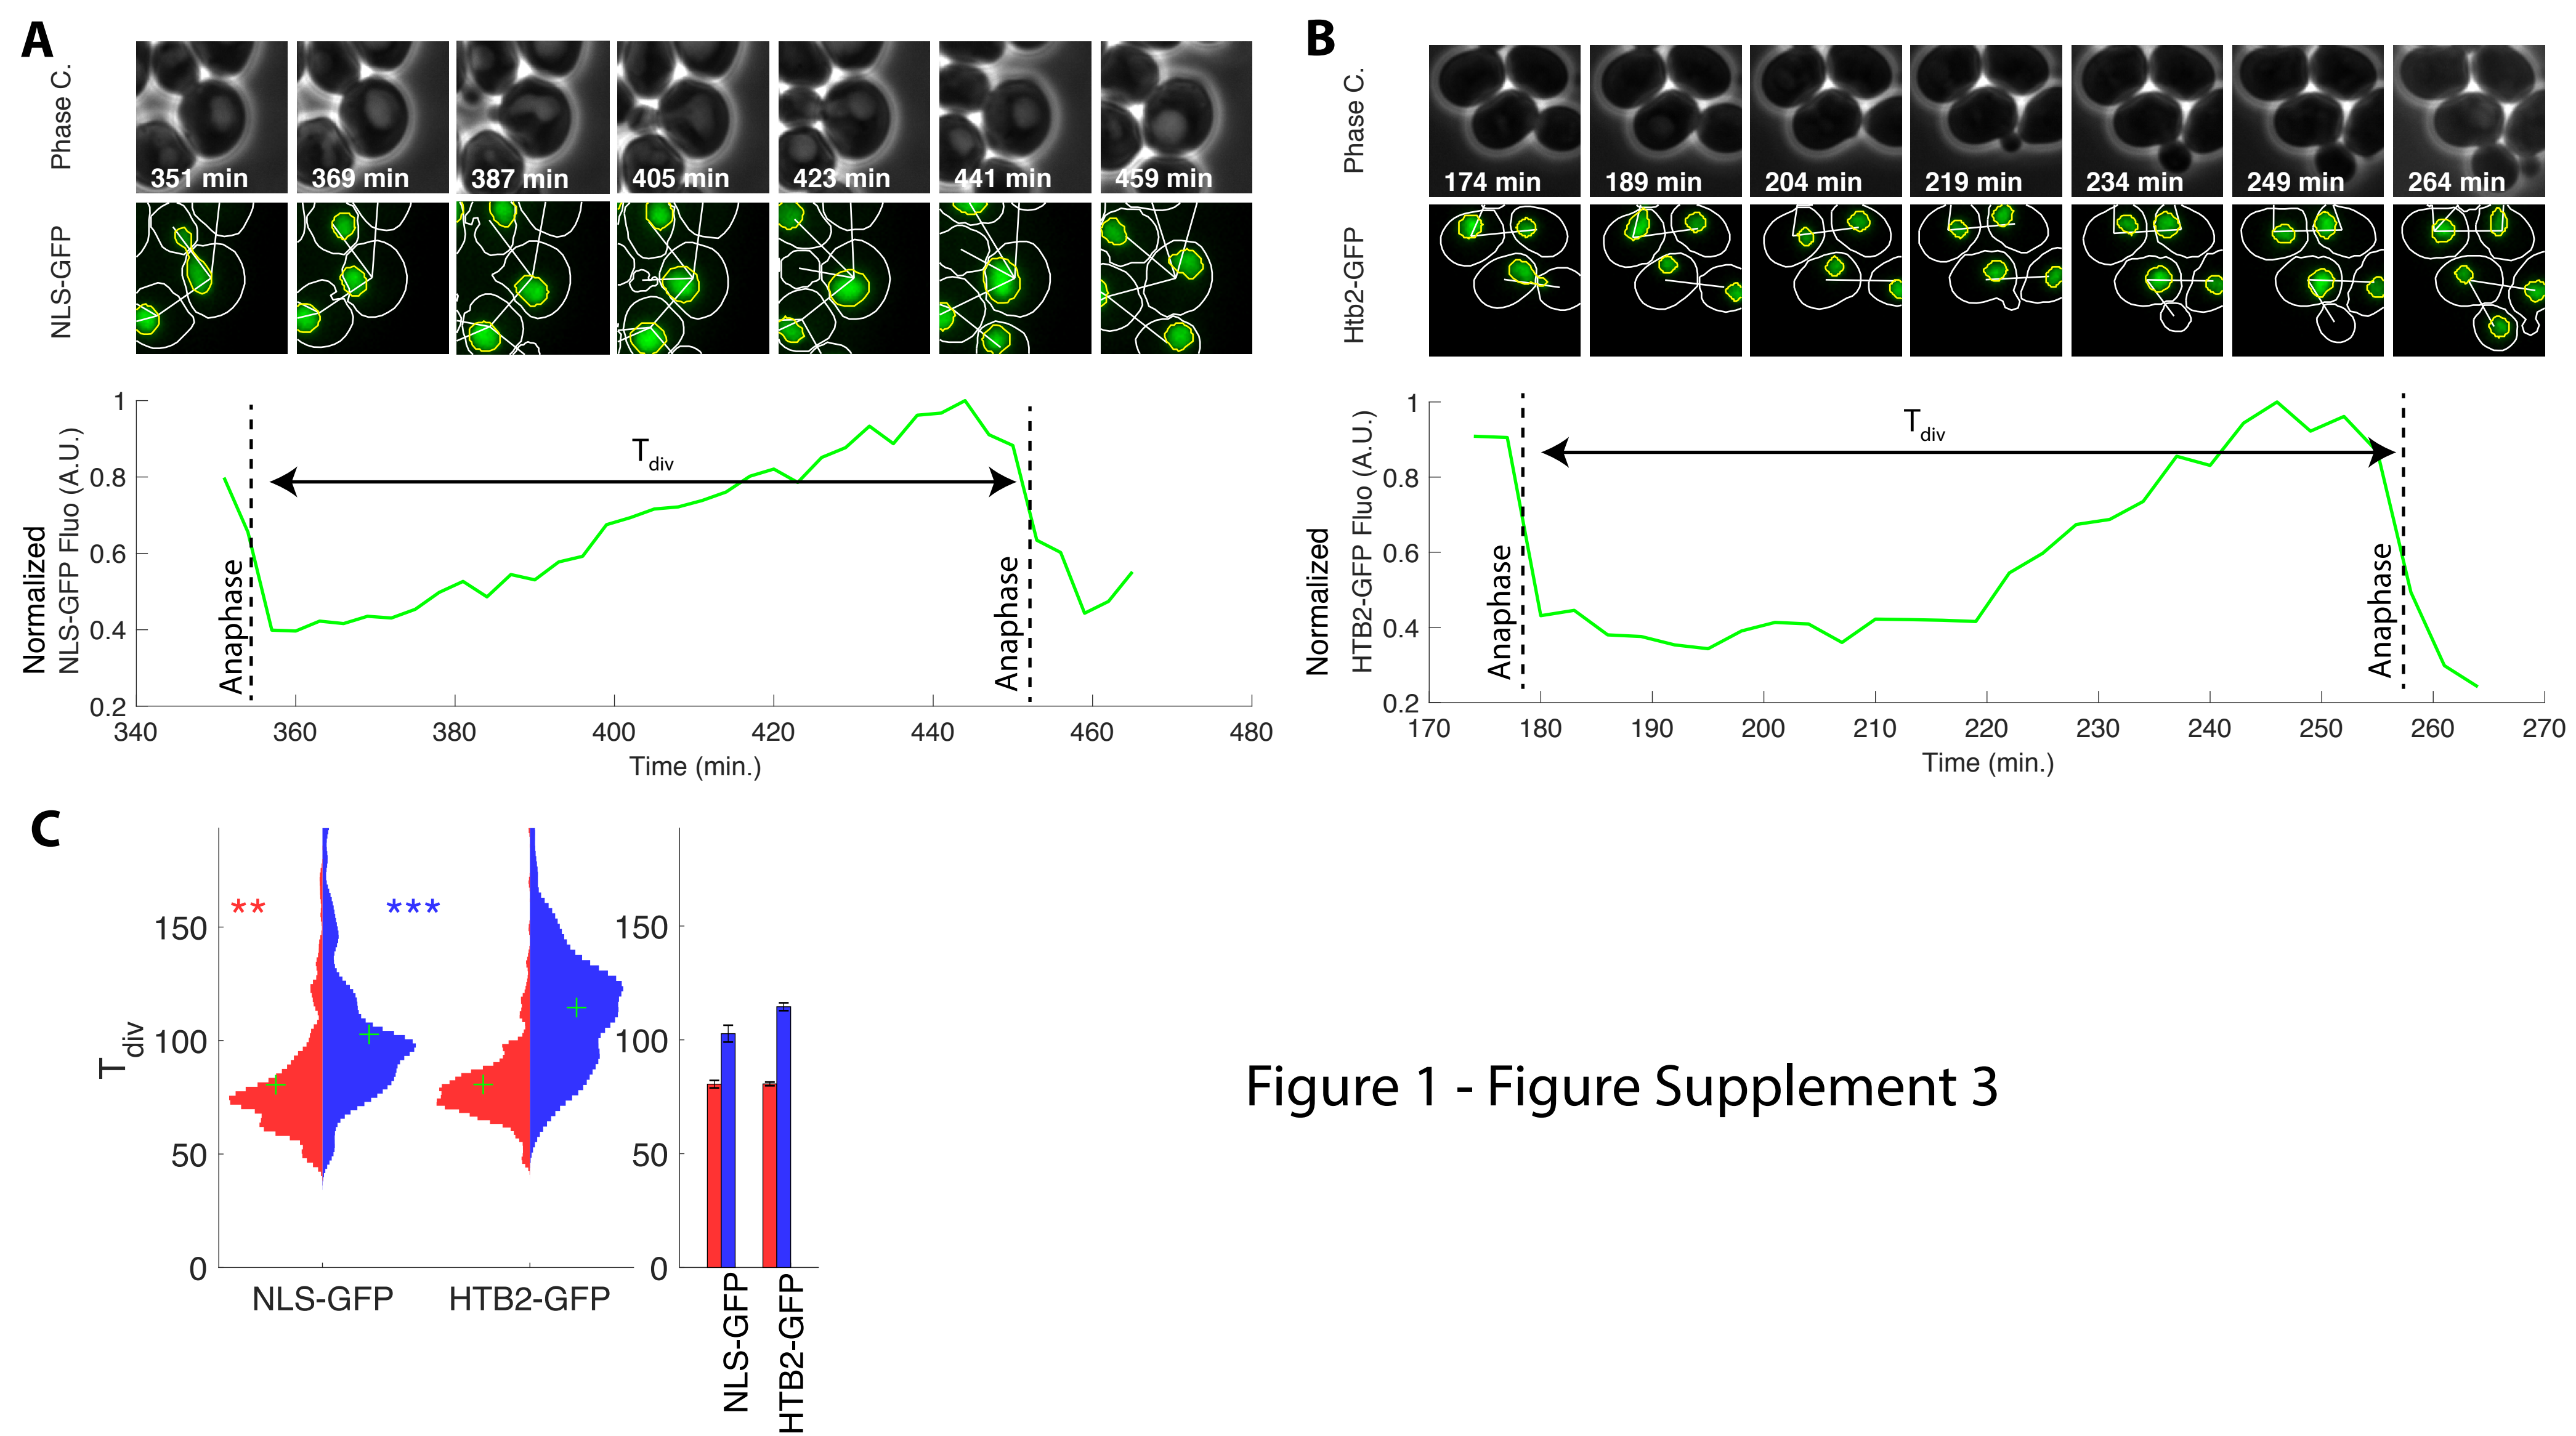 A
Phase C.
351 min 369 min 387 min 405 min 423 min 441 min 459 min
NLS-GFP
Normalized
NLS-GFP Fluo (A.U.)
1
0.8
0.6
0.4
0.2
Tdiv
Anaphase
Anaphase
340 360 380 400 420 440 460 480
Time (min.)
B
Phase C.
174 min 189 min 204 min 219 min 234 min 249 min 264 min
Htb2-GFP
Normalized
HTB2-GFP Fluo (A.U.)
1
0.8
0.6
0.4
0.2
Tdiv
Anaphase
Anaphase
170 180 190 200 210 220 230 240 250 260 270
Time (min.)
C
Tdiv
150
100
50
0
** ***
NLS-GFP HTB2-GFP
150
100
50
0
NLS-GFP
HTB2-GFP
Figure 1 - Figure Supplement 3